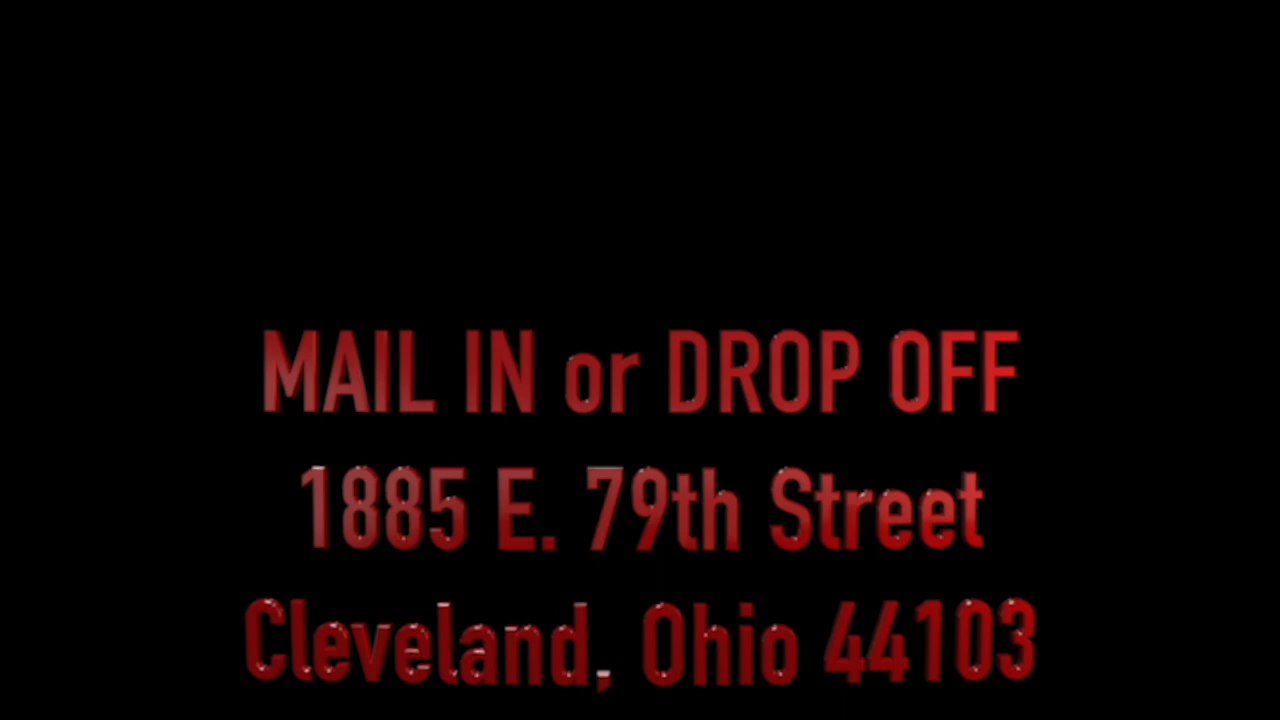 MAIL IN or DROP OFF
1885 E. 79th Street
Cleveland, Ohio 44103